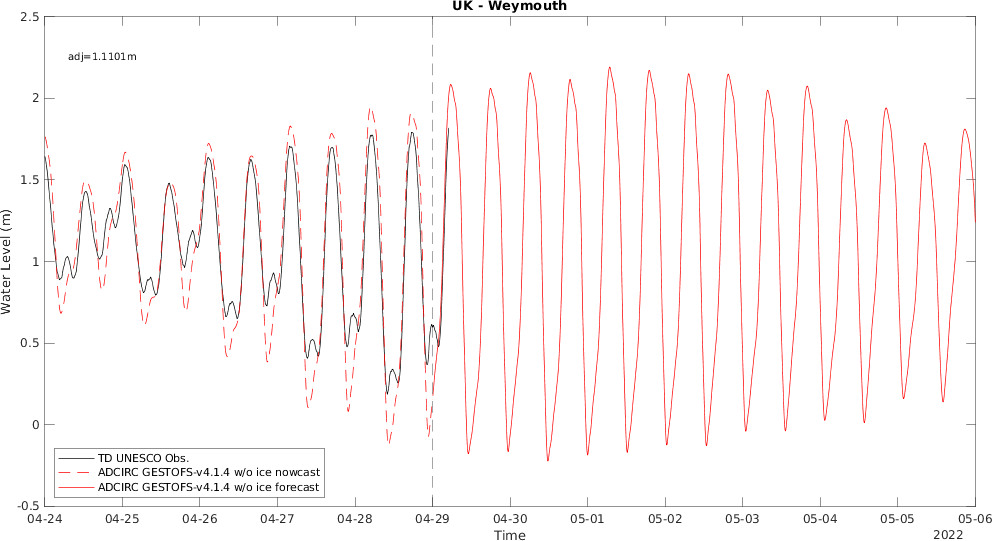 UK - Weymouth
2.5
adj=1.1101m
2
1.5
1
0.5
0
-0.5
Water Level (m)
TD UNESCO Obs.
ADCIRC GESTOFS-v4.1.4 w/o ice nowcast
ADCIRC GESTOFS-v4.1.4 w/o ice forecast
04-24 04-25 04-26 04-27 04-28 04-29 04-30 05-01 05-02 05-03 05-04 05-05 05-06
Time
2022